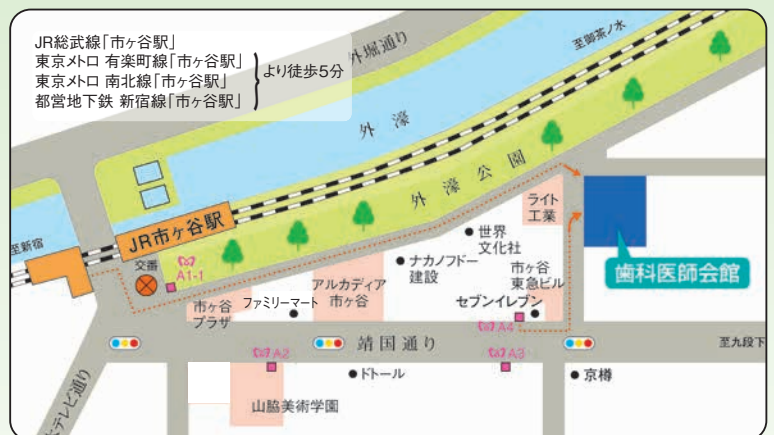 JR総武線「市ヶ谷駅」
東京メトロ 有楽町線「市ヶ谷駅」
東京メトロ 南北線「市ヶ谷駅」
都営地下鉄 新宿線「市ヶ谷駅」
より徒歩5分
外堀通り
至御茶ノ水
外濠
外濠公園
JR市ヶ谷駅
至新宿
交番
A1-1
ライト
工業
世界
文化社
ナカノフドー
建設
市ヶ谷
東急ビル
歯科医師会館
アルカディア
市ヶ谷
市ヶ谷
プラザ
ファミリーマート
セブンイレブン
A4
靖国通り
至九段下
A2
A3
ドトール
京樽
山脇美術学園
テレビ通り